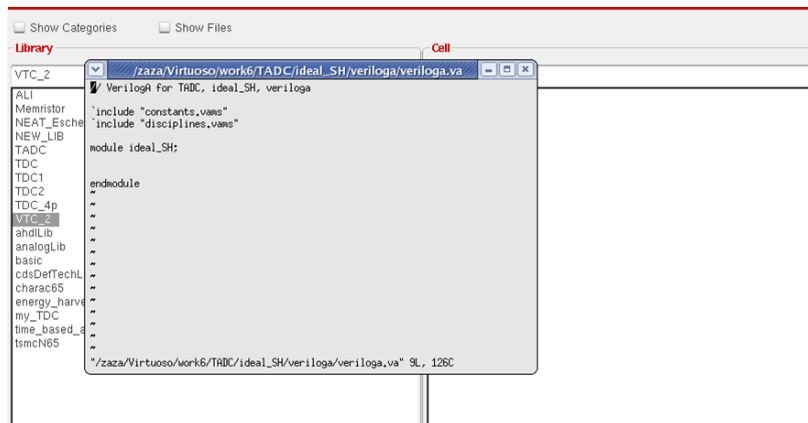 Show Categories
Show Files
Library
Cell
VTC_2
/zaza/Virtuoso/work6/TADC/ideal_SH/veriloga/veriloga.va
// VerilogA for TADC, ideal_SH, veriloga
`include "constants.vams"
`include "disciplines.vams"
module ideal_SH;
endmodule
~
~
~
~
~
~
~
~
~
~
~
~
~
~
"/zaza/Virtuoso/work6/TADC/ideal_SH/veriloga/veriloga.va" 9L, 126C
ALI
Memristor
NEAT_Esche
NEW_LIB
TADC
TDC
TDC1
TDC2
TDC_4p
VTC_2
ahdlLib
analogLib
basic
cdsDefTechL
charac65
energy_harve
my_TDC
time_based_a
tsmcN65